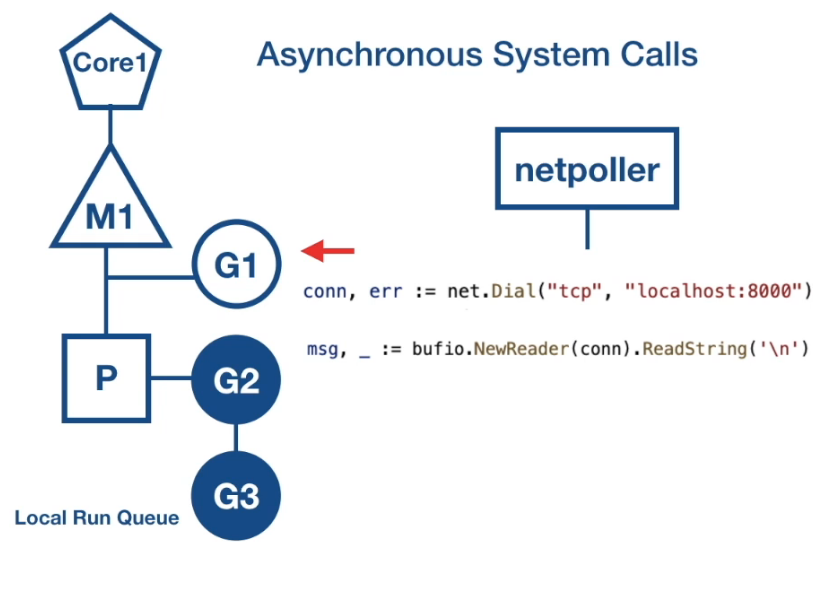 Asynchronous System Calls
Core1
netpoller
M1
G1
conn, err := net.Dial("tcp", "localhost:8000")
msg, _ := bufio.NewReader(conn).ReadString('\n')
P
G2
G3
Local Run Queue